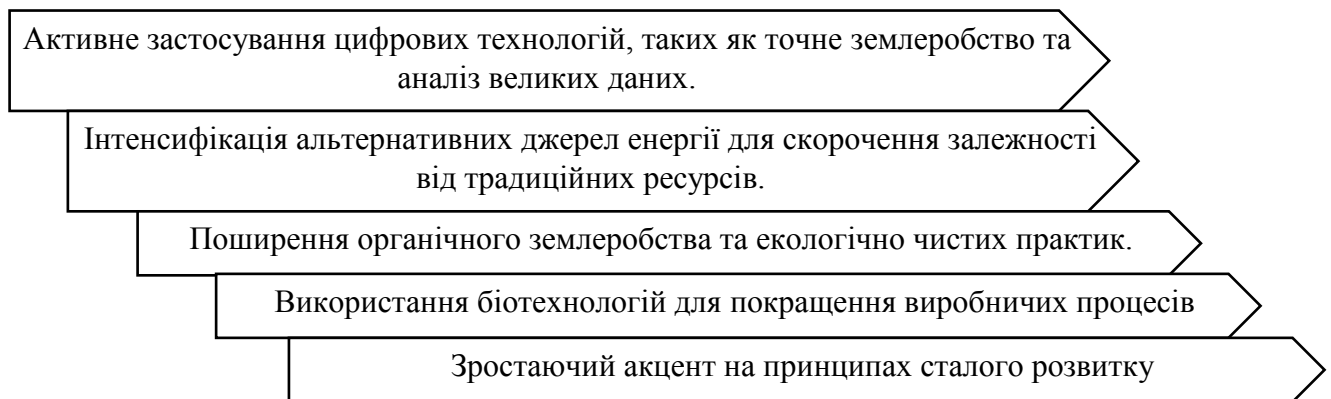 Активне застосування цифрових технологій, таких як точне землеробство та
аналіз великих даних.
Інтенсифікація альтернативних джерел енергії для скорочення залежності
від традиційних ресурсів.
Поширення органічного землеробства та екологічно чистих практик.
Використання біотехнологій для покращення виробничих процесів
Зростаючий акцент на принципах сталого розвитку